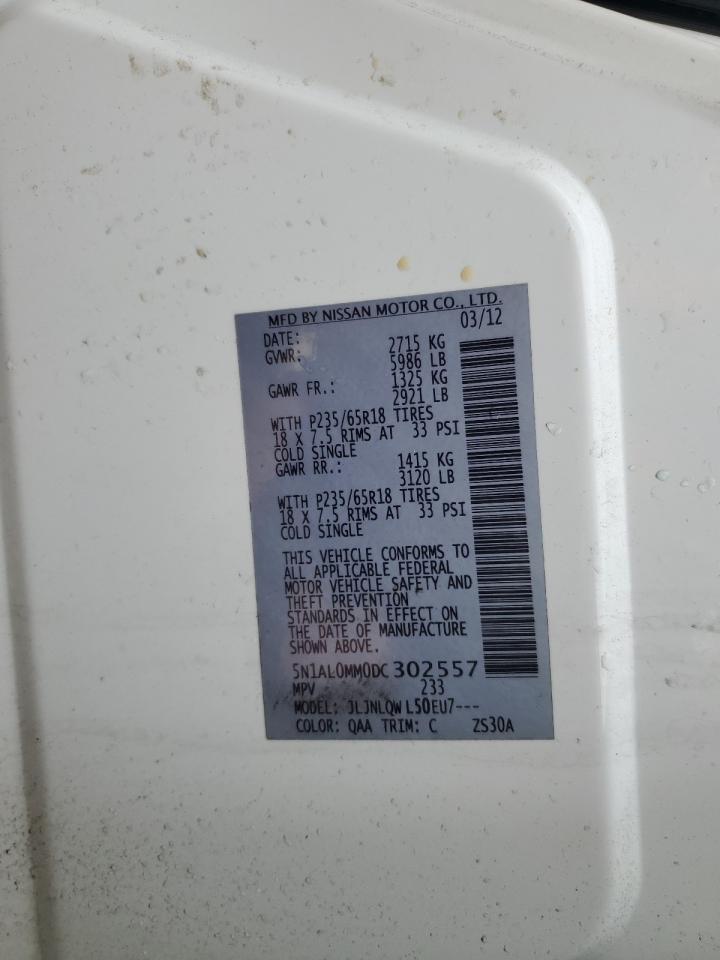 MFD BY NISSAN MOTOR CO., LTD.
DATE: 03/12
GVWR: 2715 KG
5986 LB
GAWR FR.: 1325 KG
2921 LB
WITH P235/65R18 TIRES
18 X 7.5 RIMS AT 33 PSI
COLD SINGLE
GAWR RR.: 1415 KG
3120 LB
WITH P235/65R18 TIRES
18 X 7.5 RIMS AT 33 PSI
COLD SINGLE
THIS VEHICLE CONFORMS TO
ALL APPLICABLE FEDERAL
MOTOR VEHICLE SAFETY AND
THEFT PREVENTION
STANDARDS IN EFFECT ON
THE DATE OF MANUFACTURE
SHOWN ABOVE.
5N1AL0MM0DC302557
MPV 233
MODEL: JLJNLQW L50EU7---
COLOR: QAA TRIM: C ZS30A